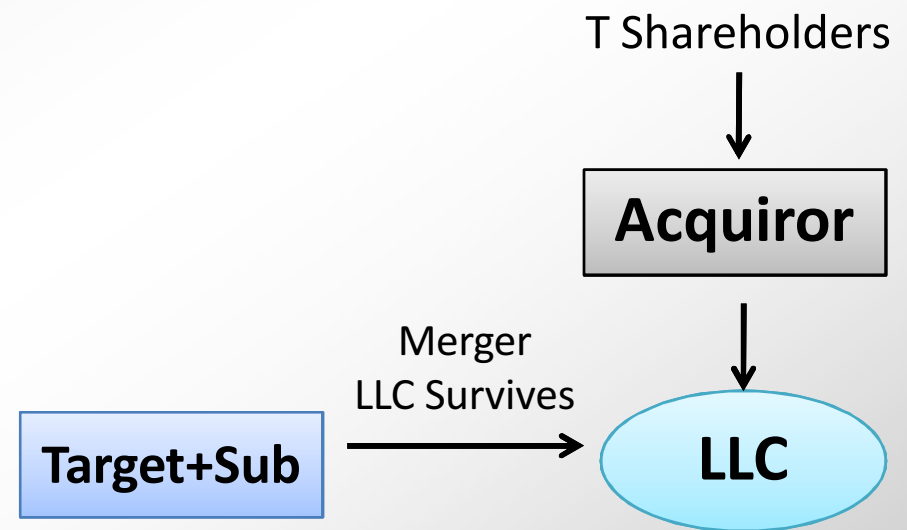 T Shareholders
Acquiror
Merger
LLC Survives
Target+Sub
LLC